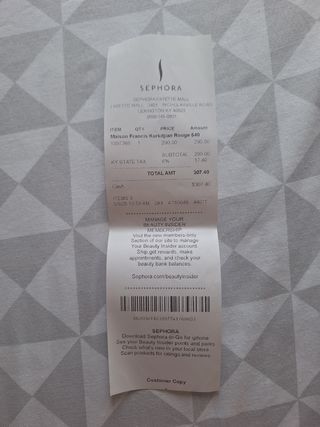 SEPHORA
SEPHORA FAYETTE MALL
LEXINGTON KY 40503
ITEM QTY PRICE Amount
Maison Francis Kurkdjian Rouge 540
1 290.00 290.00
SUBTOTAL 290.00
KY STATE TAX 6% 17.40
TOTAL AMT 307.40
Cash $307.40
MANAGE YOUR
BEAUTY INSIDER
MEMBERSHIP
Visit the new members-only
Section of our site to manage
Your Beauty Insider account.
Ship get rewards, make
appointments, and check your
beauty bank balances.
Sephora.com/beautyinsider
SEPHORA
Download Sephora-to-Go for iphone
See your Beauty Insider points and perks
Check what's new in your local store
Scan products for ratings and reviews
Customer Copy